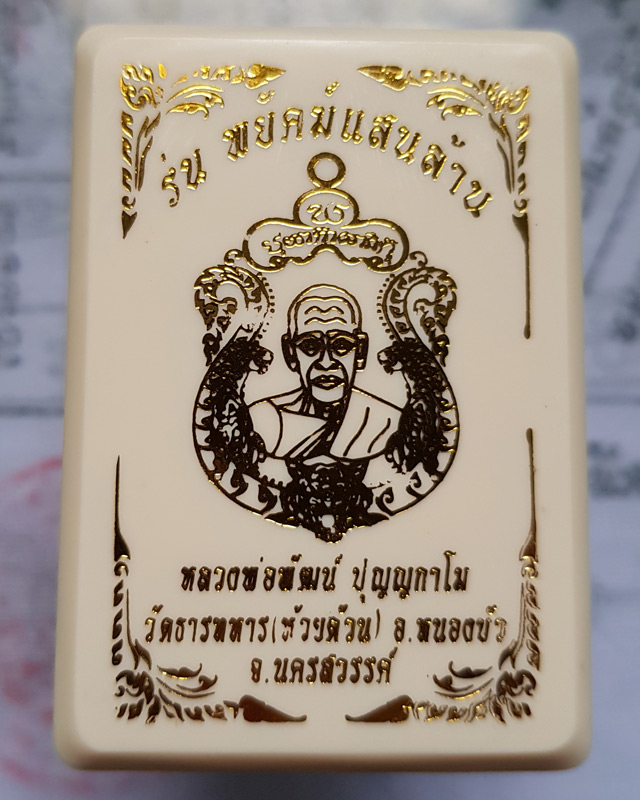 รุ่น พยัคฆ์แสนล้าน
หลวงพ่อพัฒน์ ปุญญกาโม
วัดธารทหาร(ห้วยด้วน) อ.หนองบัว
จ.นครสวรรค์